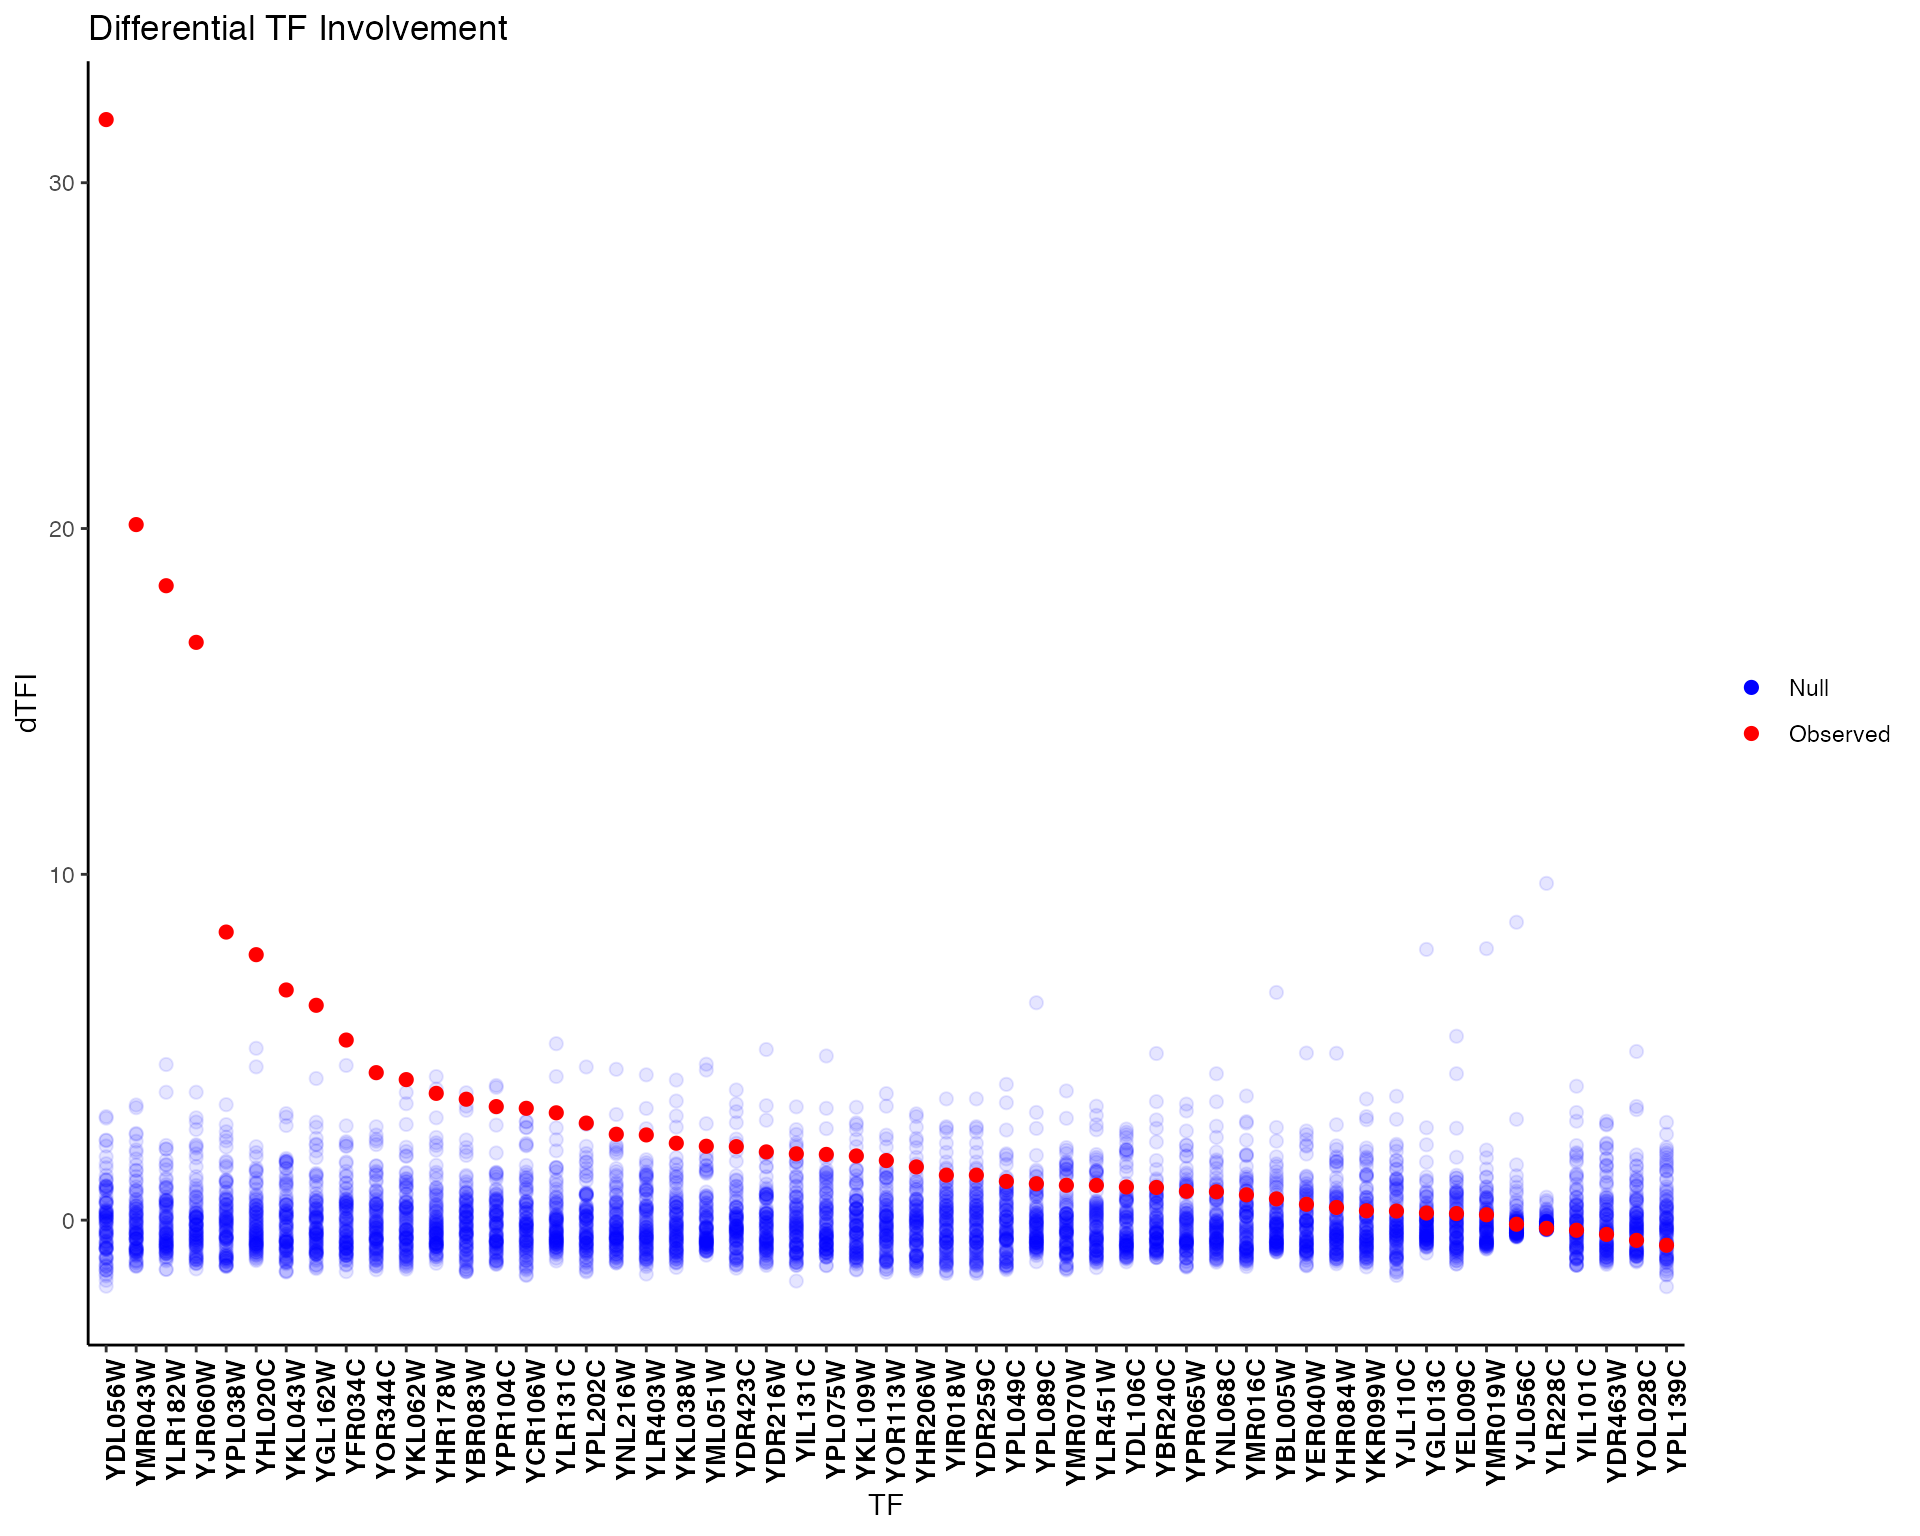 Differential TF Involvement
30
20
10
0
dTFI
Null
Observed
YDL056W
YMR043W
YLR182W
YJR060W
YPL038W
YHL020C
YKL043W
YGL162W
YFR034C
YOR344C
YKL062W
YHR178W
YBR083W
YPR104C
YCR106W
YLR131C
YPL202C
YNL216W
YLR403W
YKL038W
YML051W
YDR423C
YDR216W
YIL131C
YPL075W
YKL109W
YOR113W
YHR206W
YIR018W
YDR259C
YPL049C
YPL089C
YMR070W
YLR451W
YDL106C
YBR240C
YPR065W
YNL068C
YMR016C
YBL005W
YER040W
YHR084W
YKR099W
YJL110C
YGL013C
YEL009C
YMR019W
YJL056C
YLR228C
YIL101C
YDR463W
YOL028C
YPL139C
TF